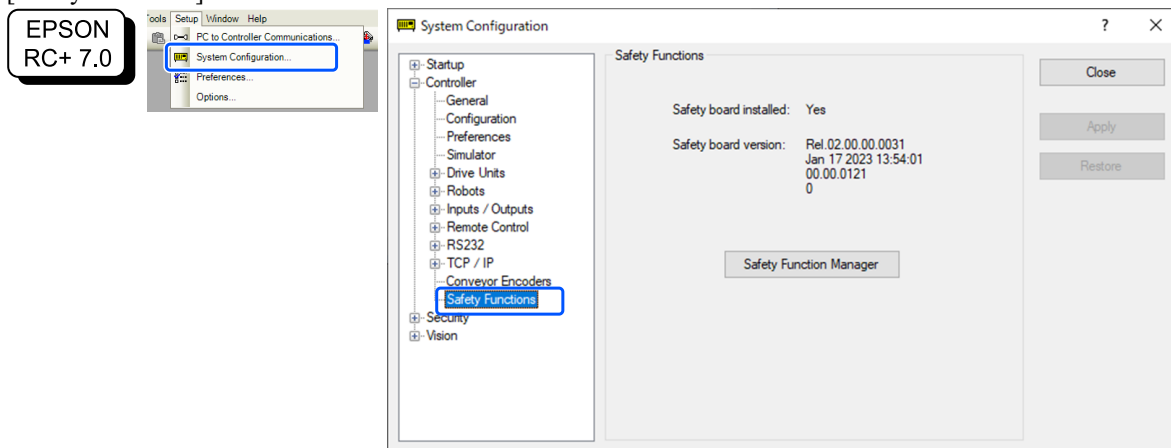 EPSON
RC+ 7.0
Tools Setup Window Help
PC to Controller Communications...
System Configuration...
Preferences...
Options...
System Configuration
? ×
Startup
Controller
General
Configuration
Preferences
Simulator
Drive Units
Robots
Inputs / Outputs
Remote Control
RS232
TCP / IP
Conveyor Encoders
Safety Functions
Security
Vision
Safety Functions
Safety board installed: Yes
Safety board version: Rel.02.00.00.0031
Jan 17 2023 13:54:01
00.00.0121
0
Safety Function Manager
Close
Apply
Restore